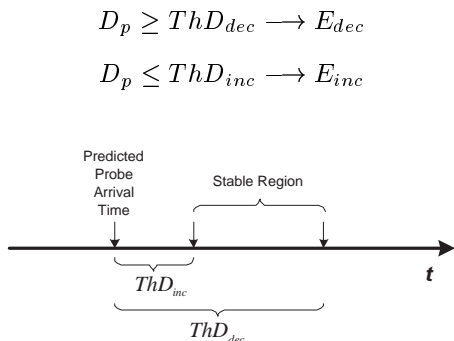 D_p ≥ ThD_dec ⟶ E_dec
D_p ≤ ThD_inc ⟶ E_inc
Predicted
Probe
Arrival
Time
Stable Region
ThD_inc
t
ThD_dec